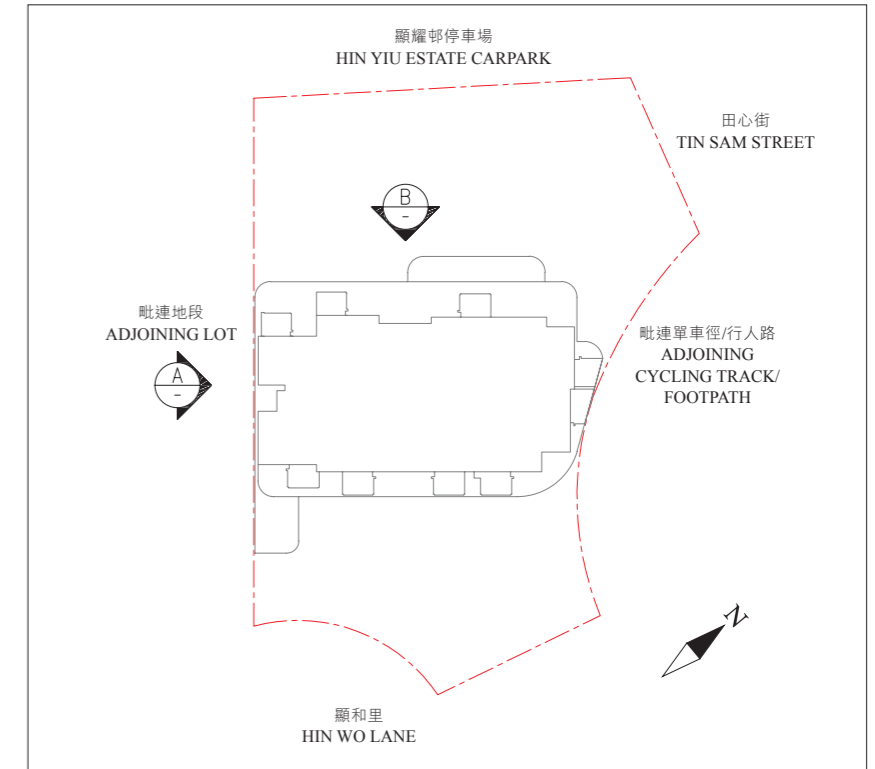 顯耀邨停車場
HIN YIU ESTATE CARPARK
田心街
TIN SAM STREET
B
-
毗連地段
ADJOINING LOT
A
-
毗連單車徑/行人路
ADJOINING
CYCLING TRACK/
FOOTPATH
N
顯和里
HIN WO LANE